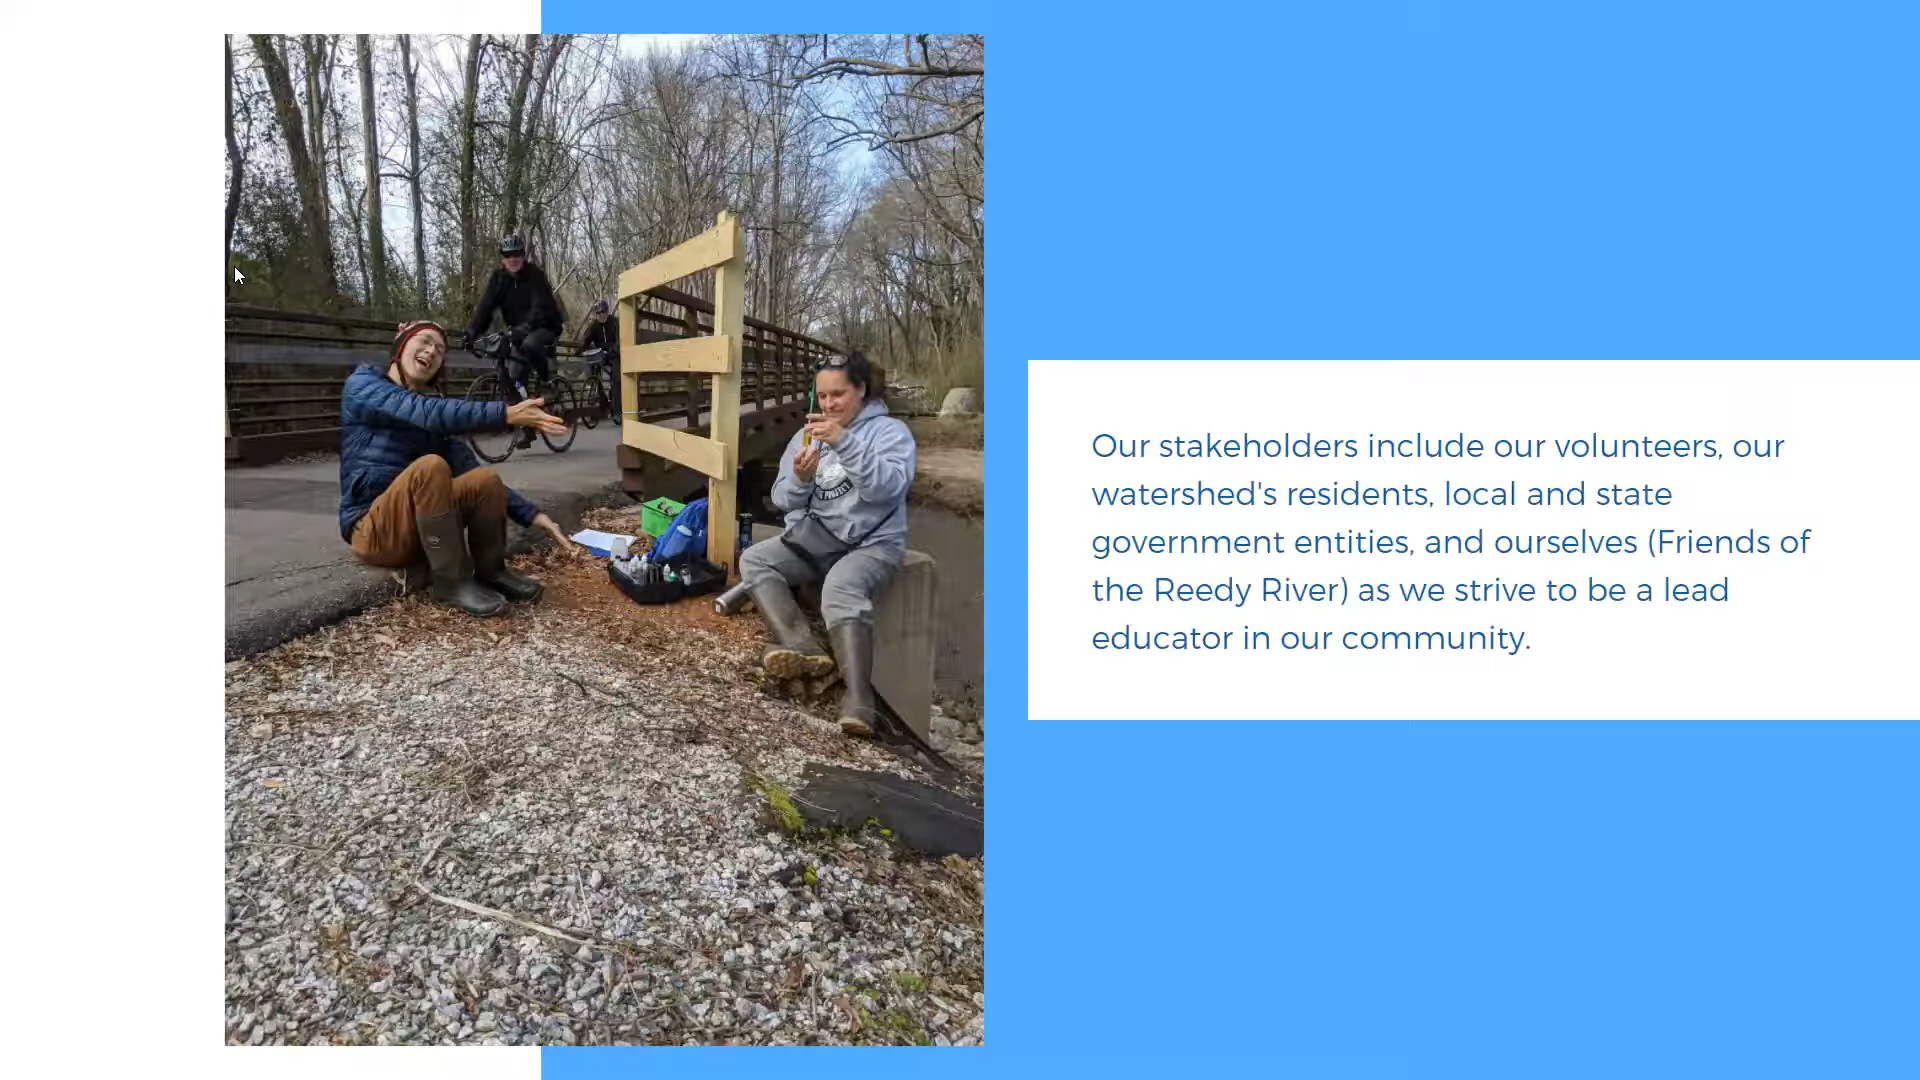 Our stakeholders include our volunteers, our
watershed's residents, local and state
government entities, and ourselves (Friends of
the Reedy River) as we strive to be a lead
educator in our community.
PROJECT